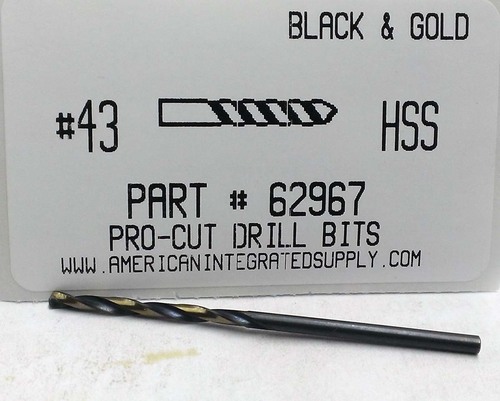 BLACK & GOLD
#43 HSS
PART # 62967
PRO-CUT DRILL BITS
WWW.AMERICANINTEGRATEDSUPPLY.COM